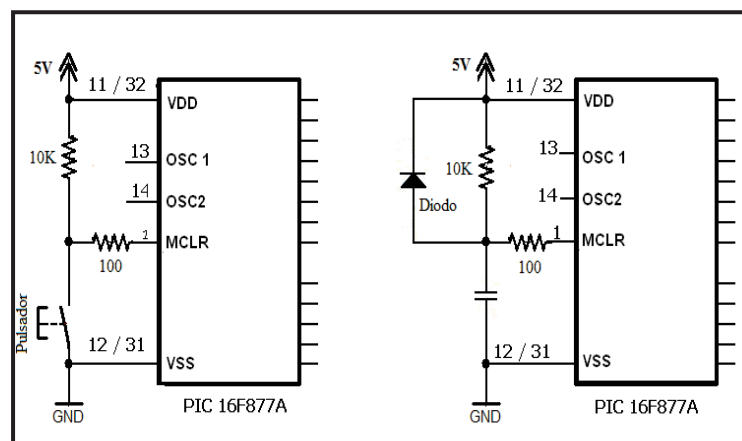 5V
11 / 32
VDD
10K
13
OSC 1
14
OSC2
1
MCLR
100
Pulsador
12 / 31
VSS
GND
PIC 16F877A
5V
11 / 32
VDD
13
OSC 1
10K
Diodo
14
OSC2
1
MCLR
100
12 / 31
VSS
GND
PIC 16F877A